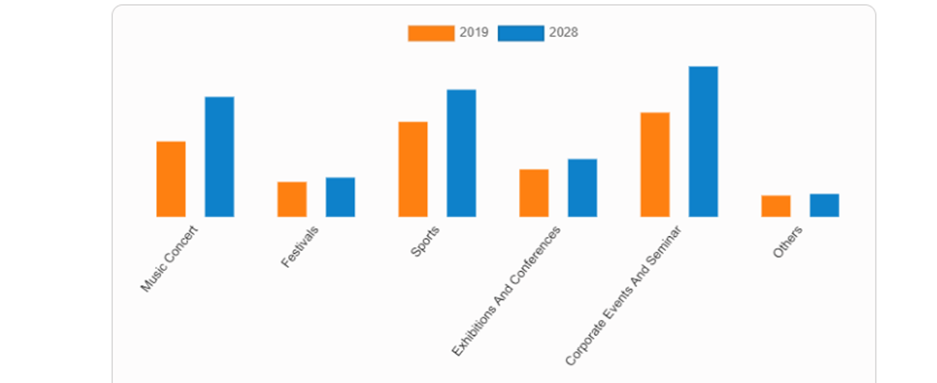 2019 2028
Music Concert
Festivals
Sports
Exhibitions And Conferences
Corporate Events And Seminar
Others